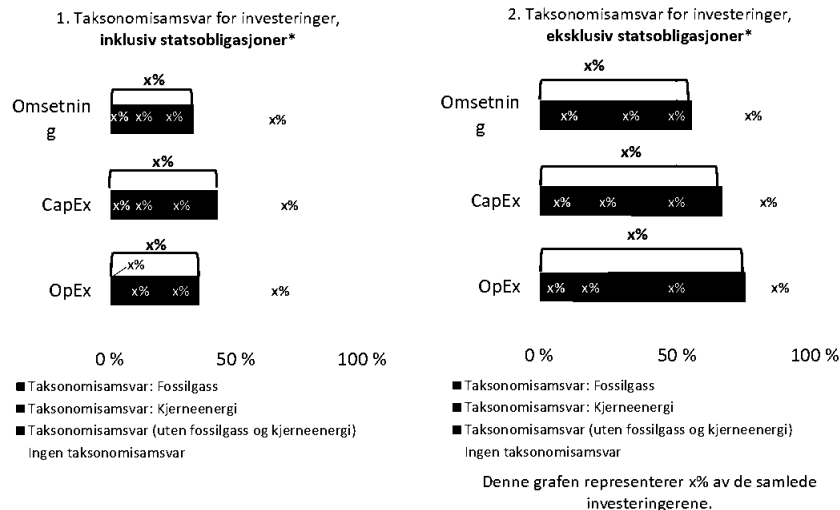 1. Taksonomisamsvar for investeringer,
inklusiv statsobligasjoner*
x%
Omsetnin
g
x% x% x% x%
x%
CapEx
x% x% x% x%
x%
x%
OpEx
x% x% x%
0 % 50 % 100 %
Taksonomisamsvar: Fossilgass
Taksonomisamsvar: Kjerneenergi
Taksonomisamsvar (uten fossilgass og kjerneenergi)
Ingen taksonomisamsvar
2. Taksonomisamsvar for investeringer,
eksklusiv statsobligasjoner*
x%
Omsetnin
g
x% x% x% x%
x%
CapEx
x% x% x% x%
x%
OpEx
x% x% x% x%
0 % 50 % 100 %
Taksonomisamsvar: Fossilgass
Taksonomisamsvar: Kjerneenergi
Taksonomisamsvar (uten fossilgass og kjerneenergi)
Ingen taksonomisamsvar
Denne grafen representerer x% av de samlede
investeringerene.